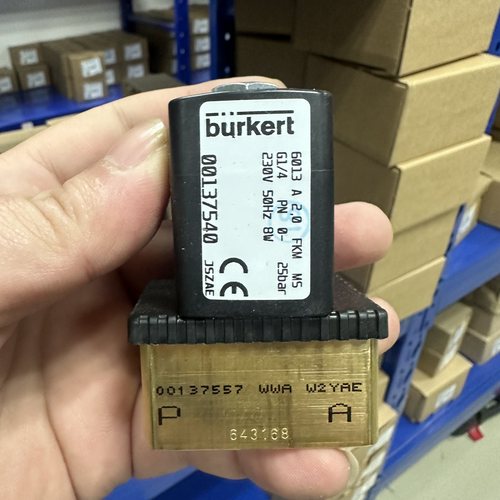 bürkert
6013 A 2,0 FKM MS
G1/4 PN 0- 25bar
230V 50Hz 8W
00137540
JSZAE
CE
00137557 WWA W2YAE
P A
643168